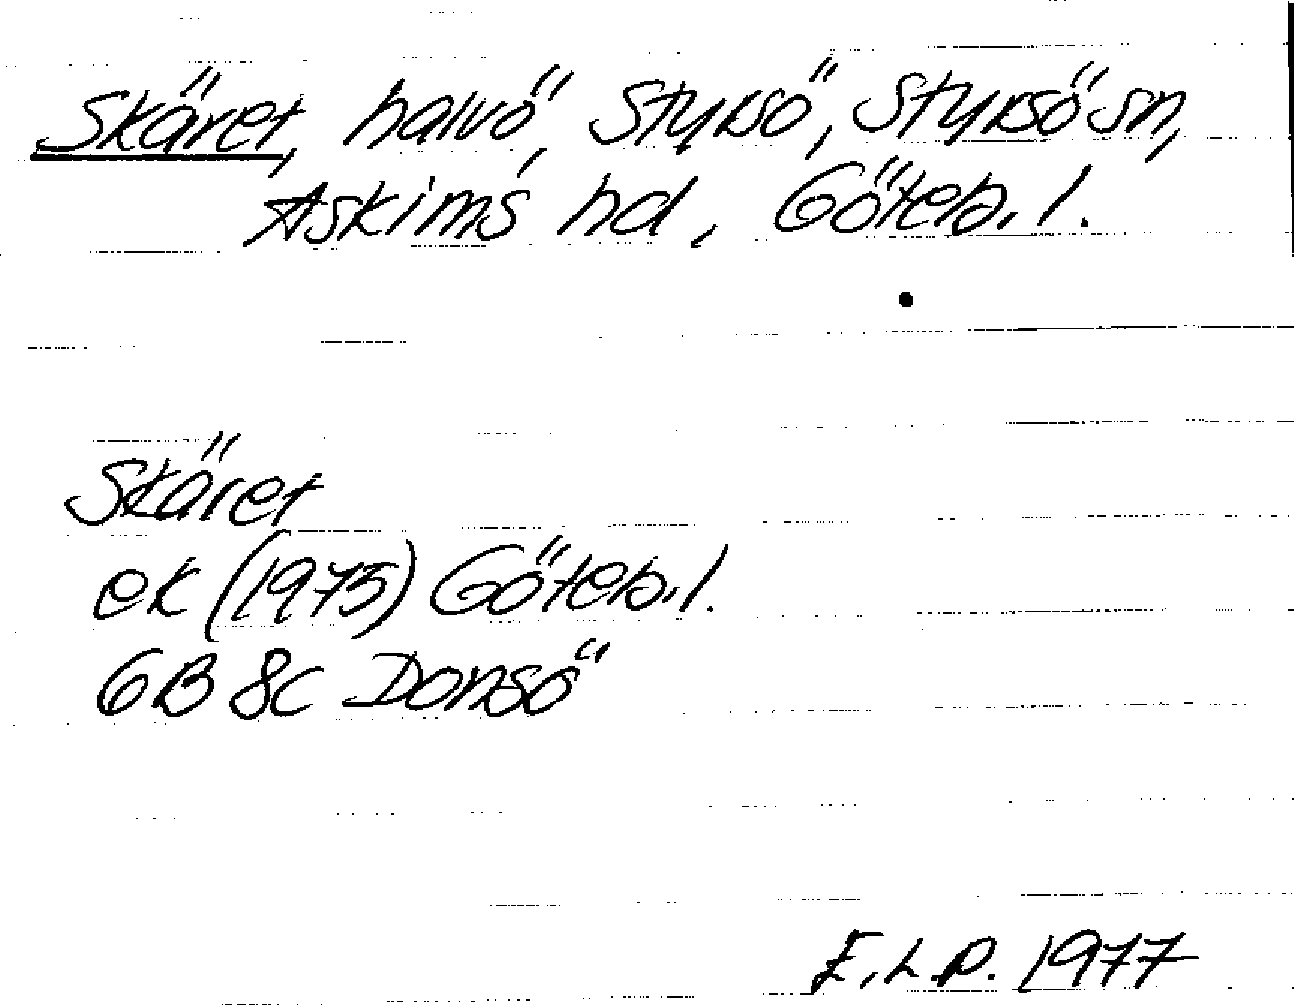 Skäret, halvö, Styrsö, Styrsö sn,
Askims hd, Göteb. l.
Skäret
ek (1975) Göteb. l.
6B 8c Donsö
E.L.P. 1977